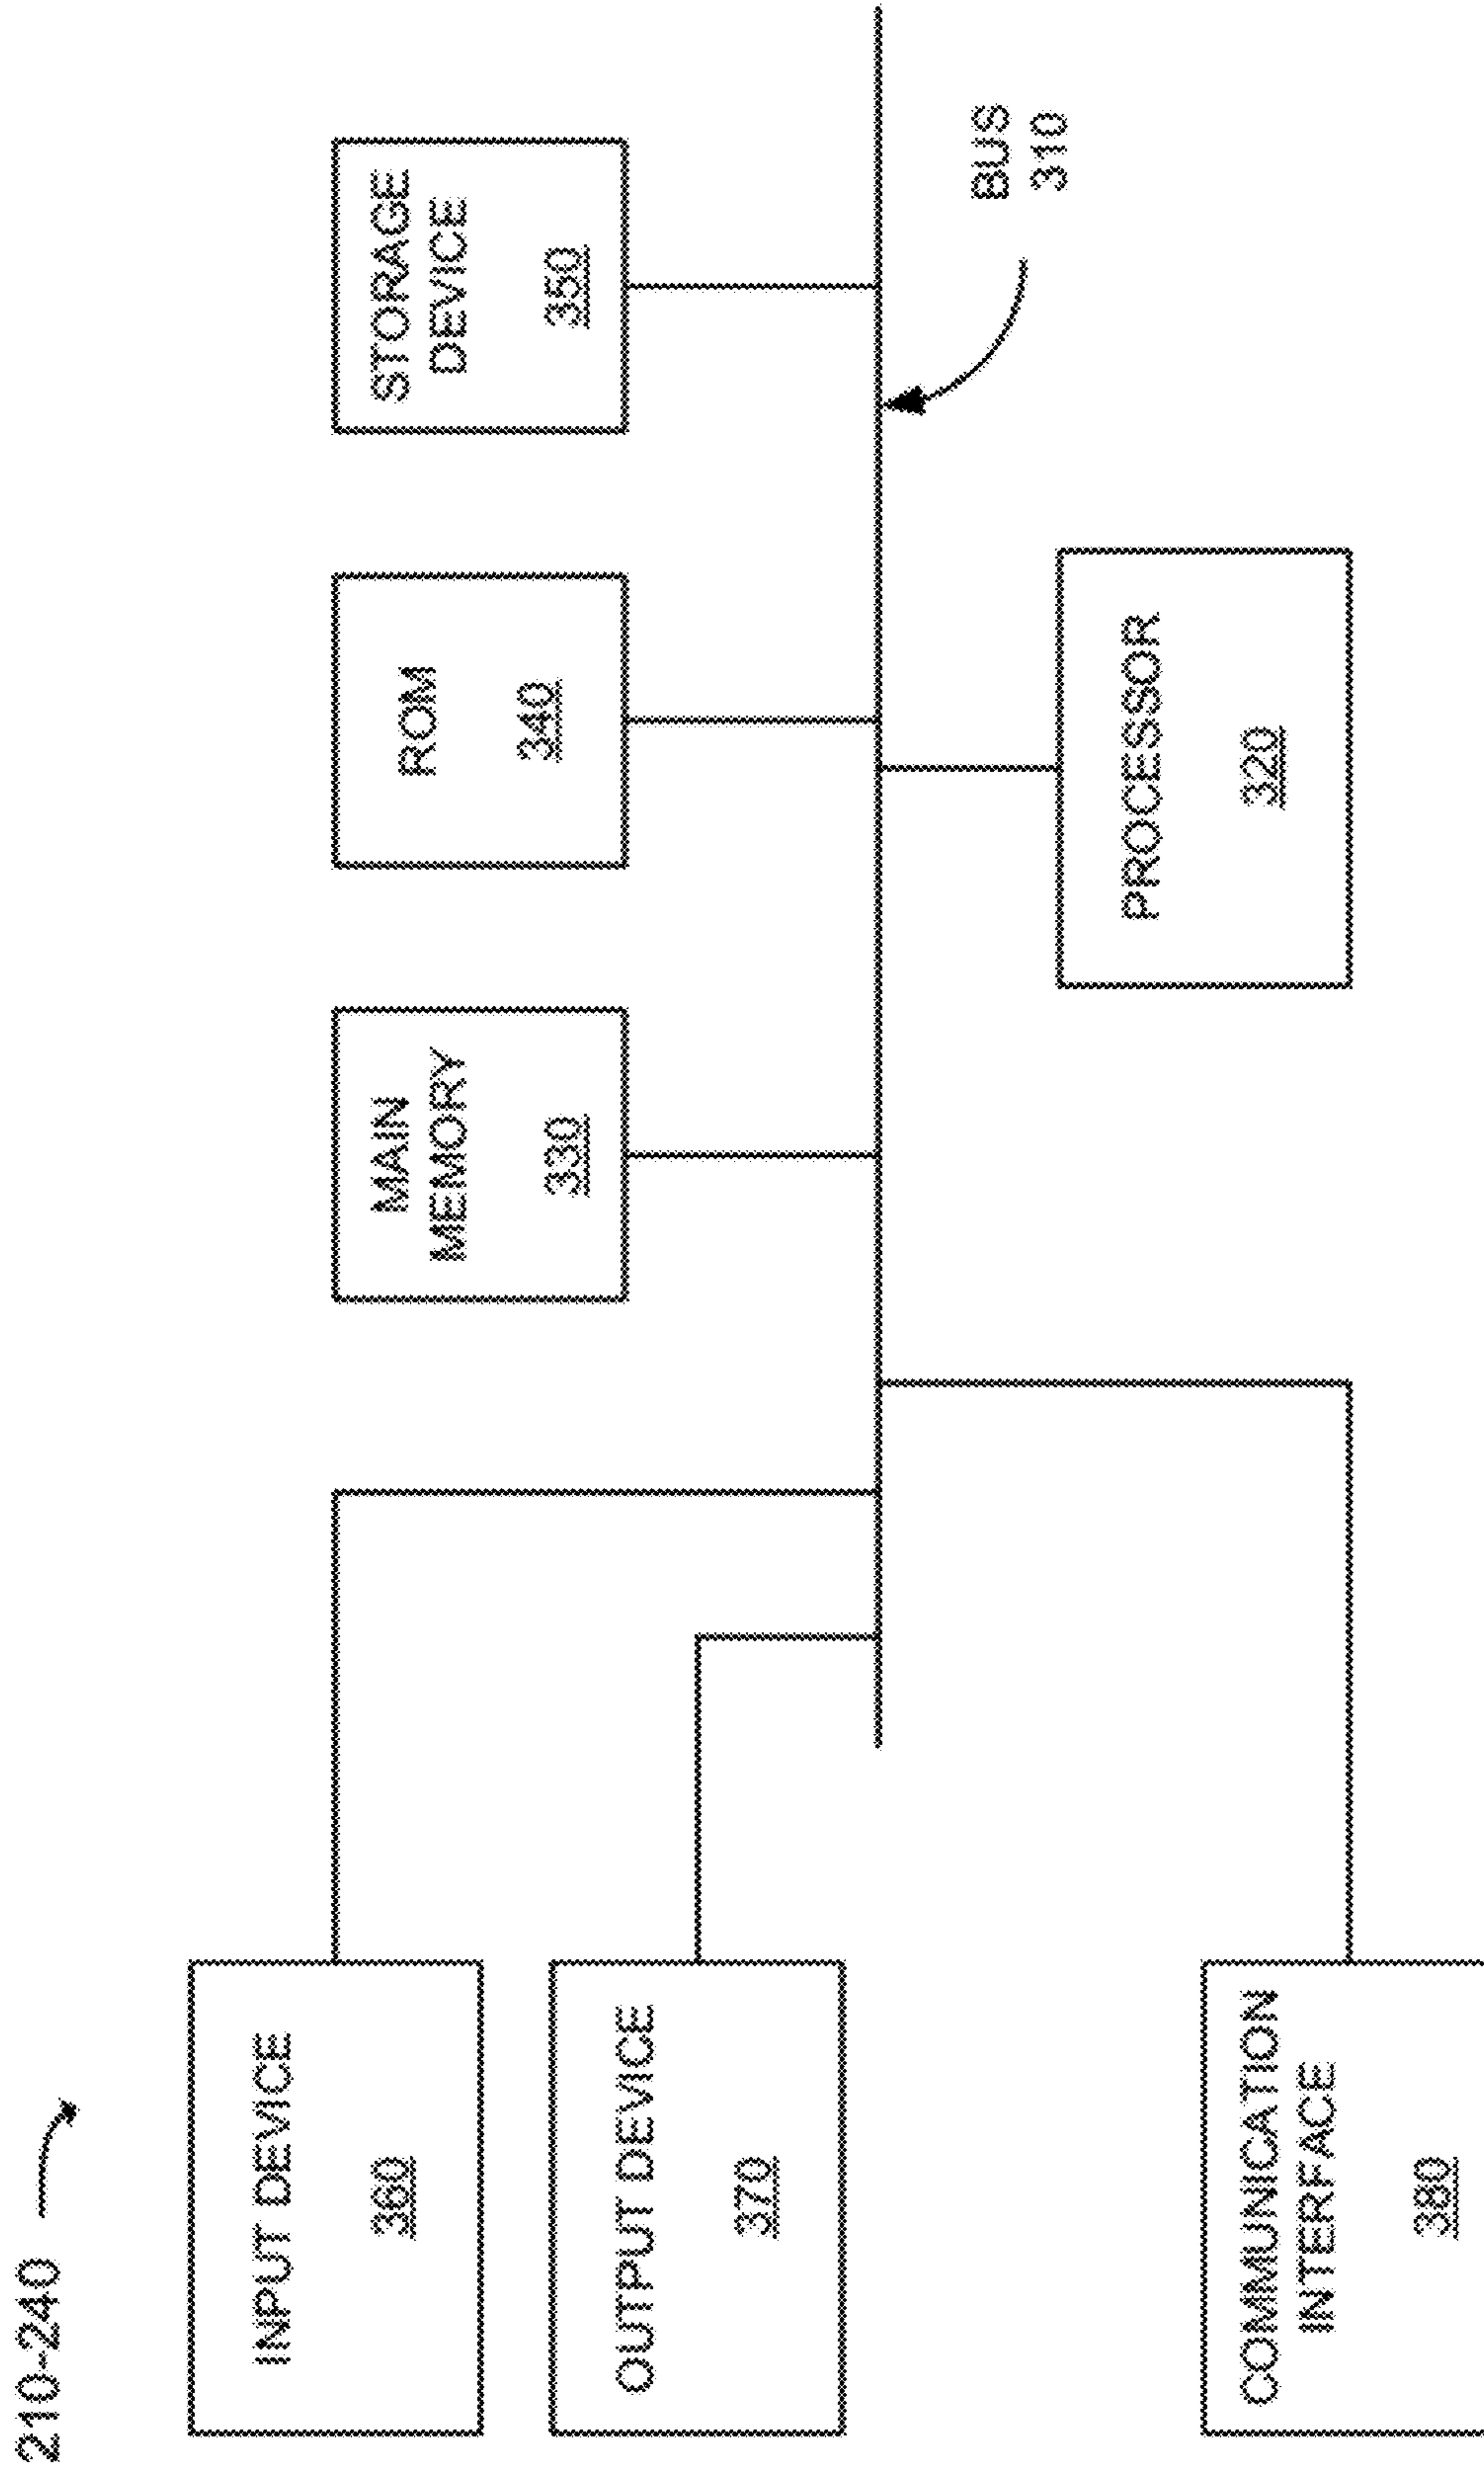 210-240
INPUT DEVICE
360
OUTPUT DEVICE
370
COMMUNICATION
INTERFACE
380
MAIN
MEMORY
330
ROM
340
STORAGE
DEVICE
350
PROCESSOR
320
BUS
310